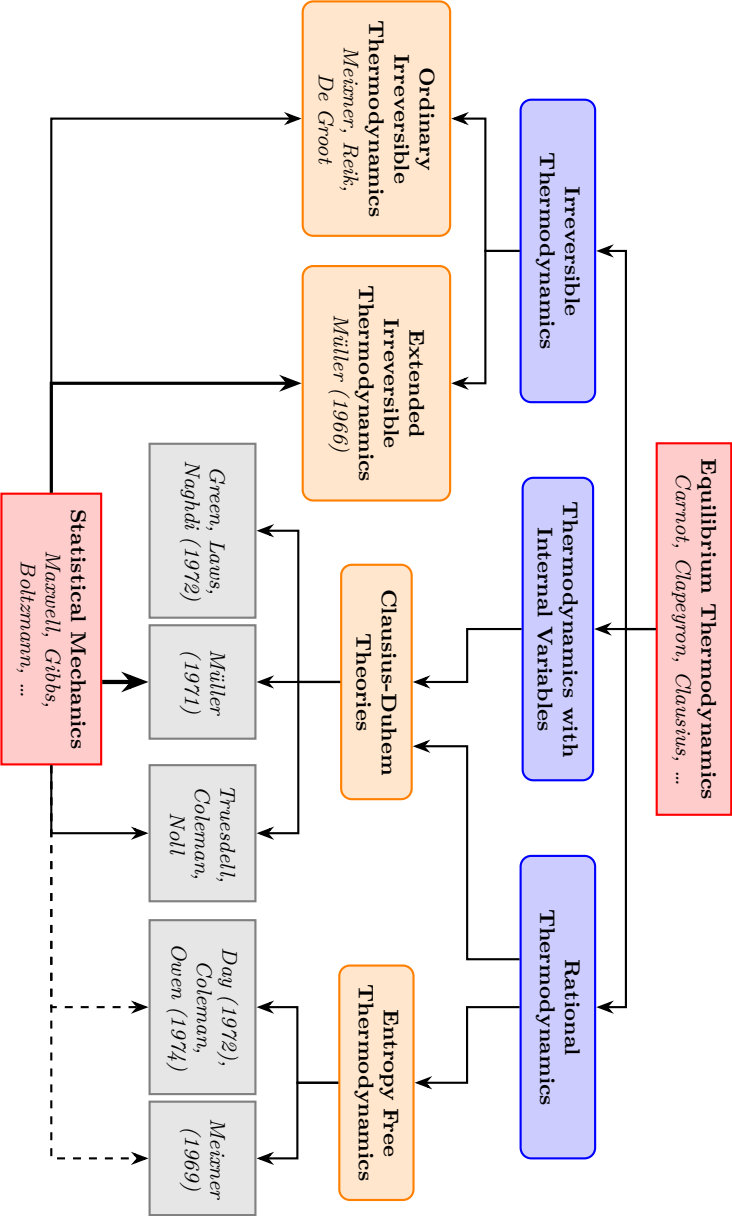 Equilibrium Thermodynamics
Carnot, Clapeyron, Clausius, ...
Irreversible
Thermodynamics
Thermodynamics with
Internal Variables
Rational
Thermodynamics
Ordinary
Irreversible
Thermodynamics
Meixner, Reik,
De Groot
Extended
Irreversible
Thermodynamics
Müller (1966)
Clausius-Duhem
Theories
Entropy Free
Thermodynamics
Green, Laws,
Naghdi (1972)
Müller
(1971)
Truesdell,
Coleman,
Noll
Day (1972),
Coleman,
Owen (1974)
Meixner
(1969)
Statistical Mechanics
Maxwell, Gibbs,
Boltzmann, ...